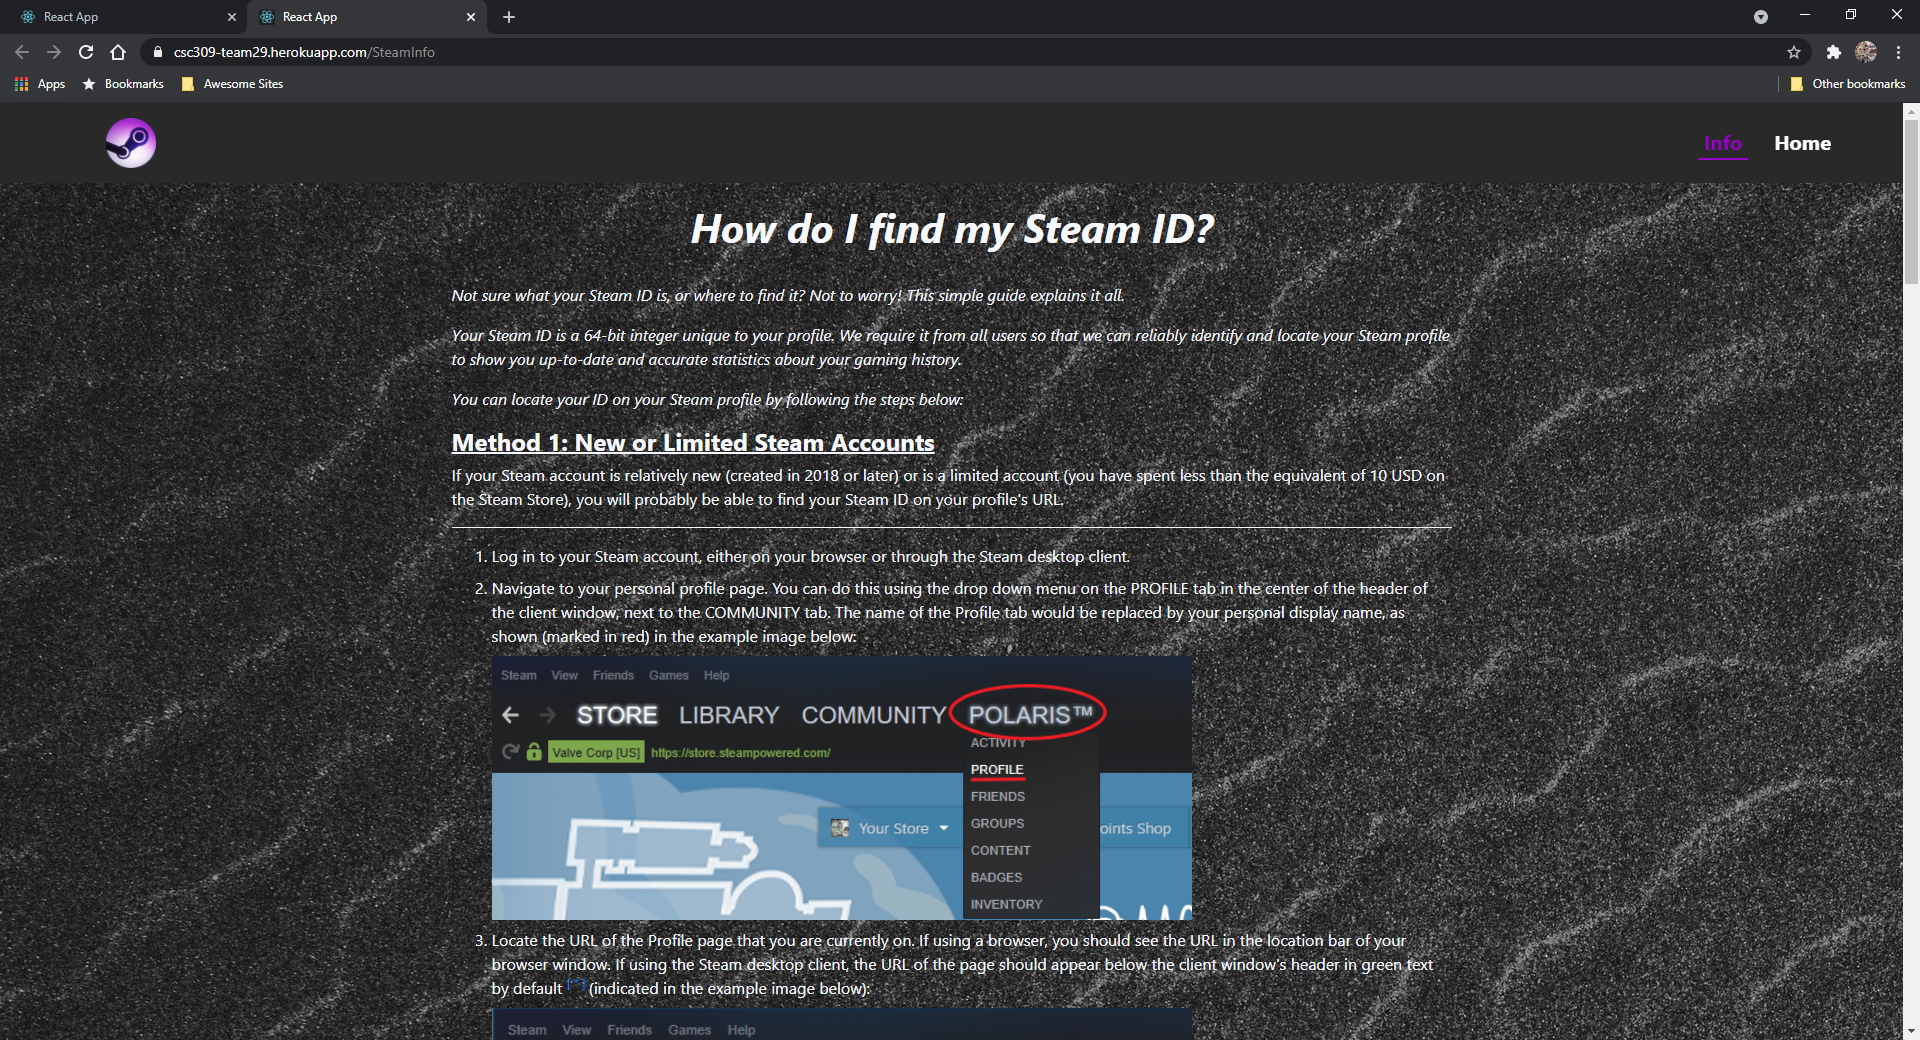 React App
React App
csc309-team29.herokuapp.com/SteamInfo
Apps
Bookmarks
Awesome Sites
Other bookmarks
Info
Home
How do I find my Steam ID?
Not sure what your Steam ID is, or where to find it? Not to worry! This simple guide explains it all.
Your Steam ID is a 64-bit integer unique to your profile. We require it from all users so that we can reliably identify and locate your Steam profile
to show you up-to-date and accurate statistics about your gaming history.
You can locate your ID on your Steam profile by following the steps below:
Method 1: New or Limited Steam Accounts
If your Steam account is relatively new (created in 2018 or later) or is a limited account (you have spent less than the equivalent of 10 USD on
the Steam Store), you will probably be able to find your Steam ID on your profile's URL.
1. Log in to your Steam account, either on your browser or through the Steam desktop client.
2. Navigate to your personal profile page. You can do this using the drop down menu on the PROFILE tab in the center of the header of
the client window, next to the COMMUNITY tab. The name of the Profile tab would be replaced by your personal display name, as
shown (marked in red) in the example image below:
Steam View Friends Games Help
STORE LIBRARY COMMUNITY POLARIS™
Valve Corp [US] https://store.steampowered.com/
ACTIVITY
PROFILE
FRIENDS
GROUPS
CONTENT
BADGES
INVENTORY
Your Store
oints Shop
3. Locate the URL of the Profile page that you are currently on. If using a browser, you should see the URL in the location bar of your
browser window. If using the Steam desktop client, the URL of the page should appear below the client window's header in green text
by default [*] (indicated in the example image below):
Steam View Friends Games Help